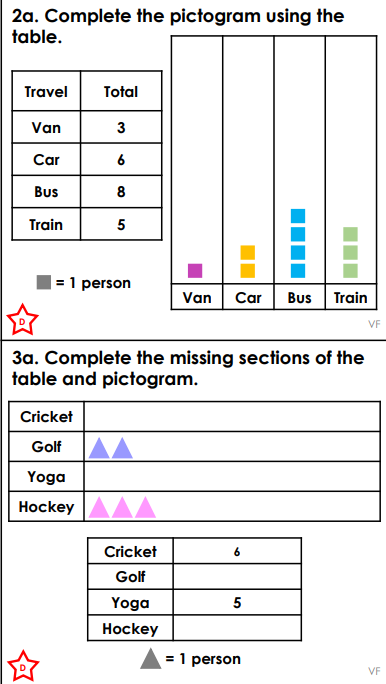 2a. Complete the pictogram using the
table.
Travel Total
Van 3
Car 6
Bus 8
Train 5
= 1 person
Van Car Bus Train
D
VF
3a. Complete the missing sections of the
table and pictogram.
Cricket
Golf
Yoga
Hockey
Cricket 6
Golf
Yoga 5
Hockey
= 1 person
D
VF